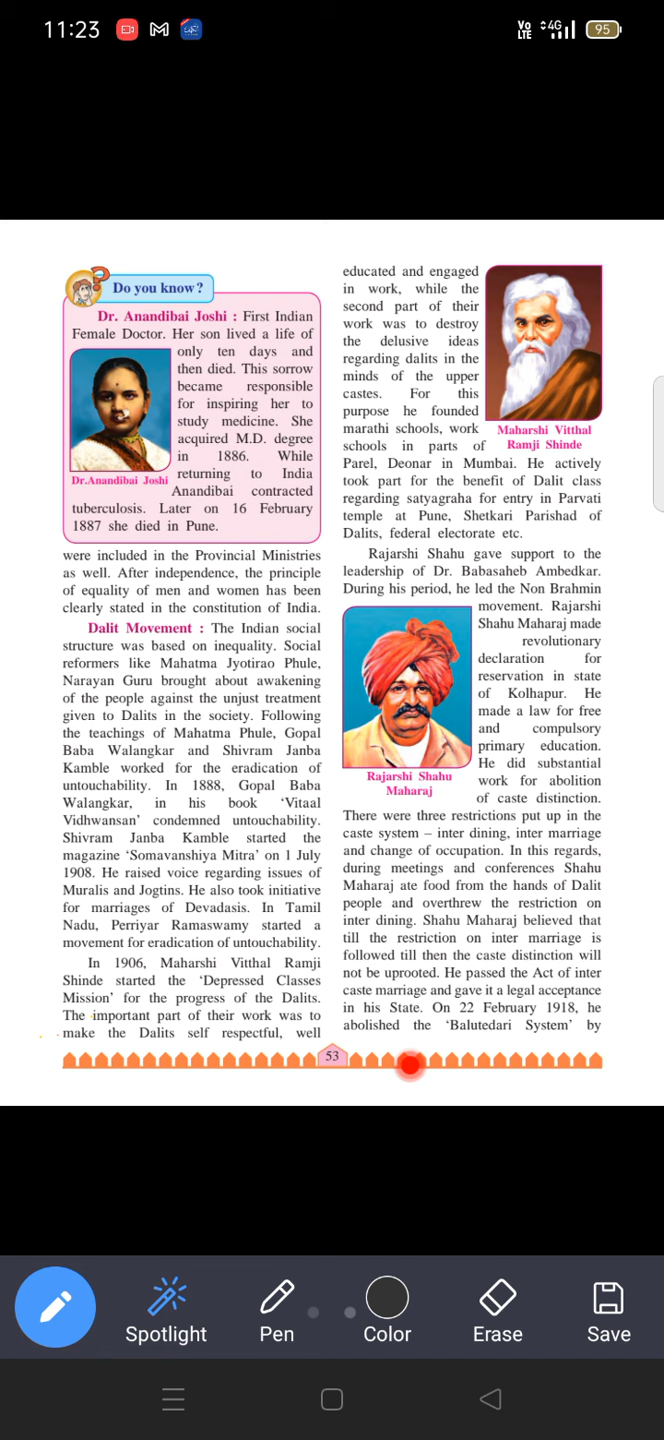 11:23
Vo LTE 4G 95
Do you know?
Dr. Anandibai Joshi : First Indian
Female Doctor. Her son lived a life of
only ten days and
then died. This sorrow
became responsible
for inspiring her to
study medicine. She
acquired M.D. degree
in 1886. While
returning to India
Dr.Anandibai Joshi
Anandibai contracted
tuberculosis. Later on 16 February
1887 she died in Pune.
were included in the Provincial Ministries
as well. After independence, the principle
of equality of men and women has been
clearly stated in the constitution of India.
Dalit Movement : The Indian social
structure was based on inequality. Social
reformers like Mahatma Jyotirao Phule,
Narayan Guru brought about awakening
of the people against the unjust treatment
given to Dalits in the society. Following
the teachings of Mahatma Phule, Gopal
Baba Walangkar and Shivram Janba
Kamble worked for the eradication of
untouchability. In 1888, Gopal Baba
Walangkar, in his book ‘Vitaal
Vidhwansan’ condemned untouchability.
Shivram Janba Kamble started the
magazine ‘Somavanshiya Mitra’ on 1 July
1908. He raised voice regarding issues of
Muralis and Jogtins. He also took initiative
for marriages of Devadasis. In Tamil
Nadu, Perriyar Ramaswamy started a
movement for eradication of untouchability.
In 1906, Maharshi Vitthal Ramji
Shinde started the ‘Depressed Classes
Mission’ for the progress of the Dalits.
The important part of their work was to
make the Dalits self respectful, well
educated and engaged
in work, while the
second part of their
work was to destroy
the delusive ideas
regarding dalits in the
minds of the upper
castes. For this
purpose he founded
marathi schools, work
schools in parts of
Maharshi Vitthal
Ramji Shinde
Parel, Deonar in Mumbai. He actively
took part for the benefit of Dalit class
regarding satyagraha for entry in Parvati
temple at Pune, Shetkari Parishad of
Dalits, federal electorate etc.
Rajarshi Shahu gave support to the
leadership of Dr. Babasaheb Ambedkar.
During his period, he led the Non Brahmin
movement. Rajarshi
Shahu Maharaj made
revolutionary
declaration for
reservation in state
of Kolhapur. He
made a law for free
and compulsory
primary education.
He did substantial
work for abolition
of caste distinction.
Rajarshi Shahu
Maharaj
There were three restrictions put up in the
caste system – inter dining, inter marriage
and change of occupation. In this regards,
during meetings and conferences Shahu
Maharaj ate food from the hands of Dalit
people and overthrew the restriction on
inter dining. Shahu Maharaj believed that
till the restriction on inter marriage is
followed till then the caste distinction will
not be uprooted. He passed the Act of inter
caste marriage and gave it a legal acceptance
in his State. On 22 February 1918, he
abolished the ‘Balutedari System’ by
53
Spotlight Pen Color Erase Save